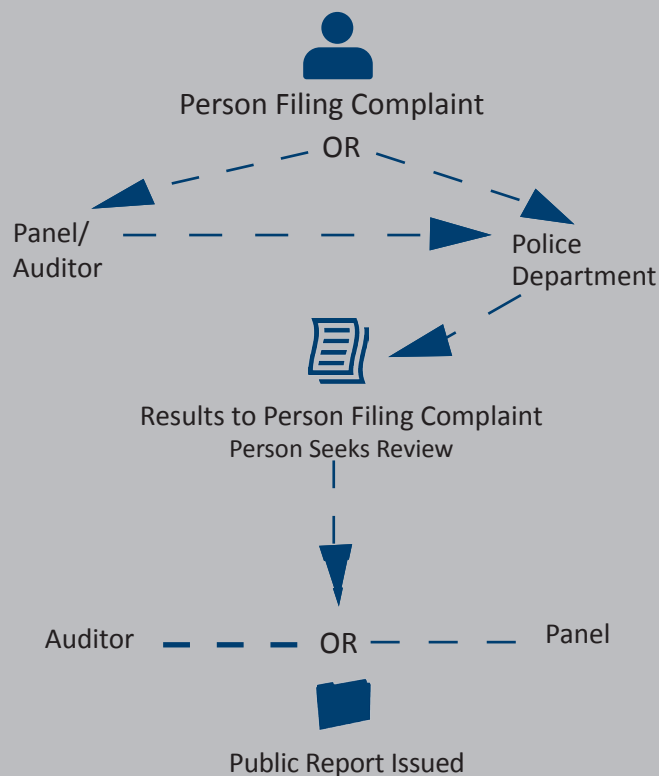 Person Filing Complaint
OR
Panel/
Auditor
Police
Department
Results to Person Filing Complaint
Person Seeks Review
Auditor
OR
Panel
Public Report Issued